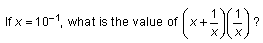 If x = 10⁻¹, what is the value of (x + 1/x)(1/x) ?